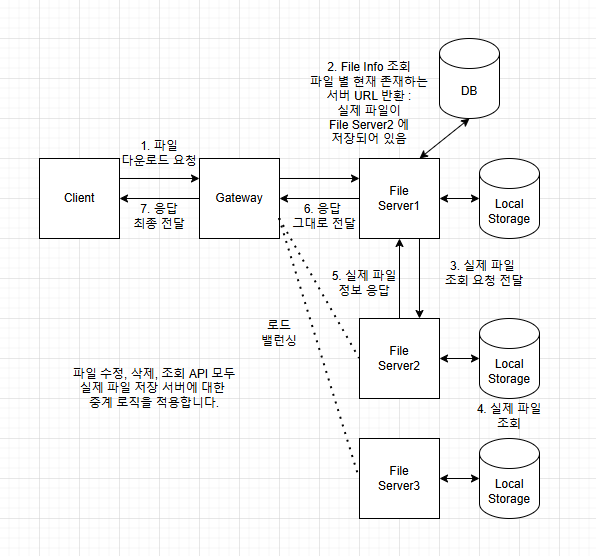 2. File Info 조회
파일 별 현재 존재하는
서버 URL 반환 :
실제 파일이
File Server2 에
저장되어 있음
DB
1. 파일
다운로드 요청
Client
Gateway
File
Server1
Local
Storage
7. 응답
최종 전달
6. 응답
그대로 전달
5. 실제 파일
정보 응답
3. 실제 파일
조회 요청 전달
로드
밸런싱
File
Server2
Local
Storage
파일 수정, 삭제, 조회 API 모두
실제 파일 저장 서버에 대한
중계 로직을 적용합니다.
4. 실제 파일
조회
File
Server3
Local
Storage